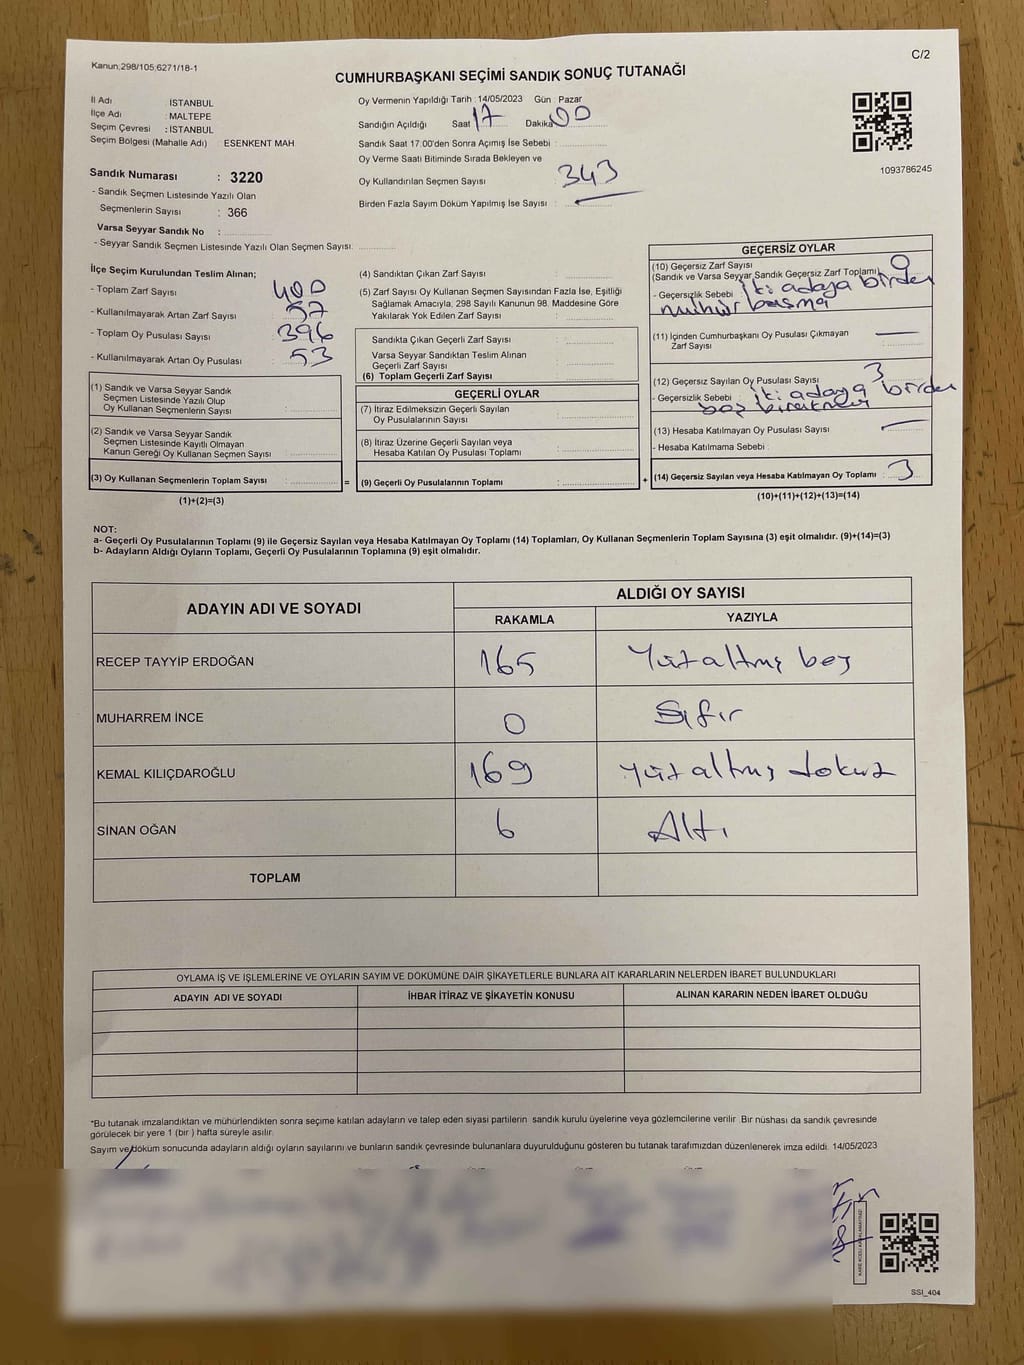 Kanun;298/105,6271/18-1
C/2
CUMHURBAŞKANI SEÇİMİ SANDIK SONUÇ TUTANAĞI
İl Adı : İSTANBUL
İlçe Adı : MALTEPE
Seçim Çevresi : İSTANBUL
Seçim Bölgesi (Mahalle Adı) ESENKENT MAH
Sandık Numarası : 3220
- Sandık Seçmen Listesinde Yazılı Olan
Seçmenlerin Sayısı : 366
Varsa Seyyar Sandık No :
- Seyyar Sandık Seçmen Listesinde Yazılı Olan Seçmen Sayısı:
Oy Vermenin Yapıldığı Tarih : 14/05/2023 Gün Pazar
Sandığın Açıldığı Saat 17 Dakika 00
Sandık Saat 17.00'den Sonra Açımış İse Sebebi :
Oy Verme Saati Bitiminde Sırada Bekleyen ve
Oy Kullandırılan Seçmen Sayısı : 343
Birden Fazla Sayım Döküm Yapılmış İse Sayısı :
1093786245
İlçe Seçim Kurulundan Teslim Alınan;
- Toplam Zarf Sayısı : 400
- Kullanılmayarak Artan Zarf Sayısı : 57
- Toplam Oy Pusulası Sayısı : 396
- Kullanılmayarak Artan Oy Pusulası : 53
(1) Sandık ve Varsa Seyyar Sandık
Seçmen Listesinde Yazılı Olup
Oy Kullanan Seçmenlerin Sayısı :
(2) Sandık ve Varsa Seyyar Sandık
Seçmen Listesinde Kayıtlı Olmayan
Kanun Gereği Oy Kullanan Seçmen Sayısı :
(3) Oy Kullanan Seçmenlerin Toplam Sayısı :
(1)+(2)=(3)
(4) Sandıktan Çıkan Zarf Sayısı :
(5) Zarf Sayısı Oy Kullanan Seçmen Sayısından Fazla İse, Eşitliği
Sağlamak Amacıyla, 298 Sayılı Kanunun 98. Maddesine Göre
Yakılarak Yok Edilen Zarf Sayısı :
Sandıkta Çıkan Geçerli Zarf Sayısı :
Varsa Seyyar Sandıktan Teslim Alınan
Geçerli Zarf Sayısı :
(6) Toplam Geçerli Zarf Sayısı :
GEÇERLİ OYLAR
(7) İtiraz Edilmeksizin Geçerli Sayılan
Oy Pusulalarının Sayısı :
(8) İtiraz Üzerine Geçerli Sayılan veya
Hesaba Katılan Oy Pusulası Toplamı :
= (9) Geçerli Oy Pusulalarının Toplamı : +
GEÇERSİZ OYLAR
(10) Geçersiz Zarf Sayısı 0
(Sandık ve Varsa Seyyar Sandık Geçersiz Zarf Toplamı)
- Geçersizlik Sebebi : iki adaya birden
mühür basma
(11) İçinden Cumhurbaşkanı Oy Pusulası Çıkmayan
Zarf Sayısı :
(12) Geçersiz Sayılan Oy Pusulası Sayısı : 3
- Geçersizlik Sebebi : iki adaya birden
boş bırakmak
(13) Hesaba Katılmayan Oy Pusulası Sayısı :
- Hesaba Katılmama Sebebi :
(14) Geçersiz Sayılan veya Hesaba Katılmayan Oy Toplamı : 3
(10)+(11)+(12)+(13)=(14)
NOT:
a- Geçerli Oy Pusulalarının Toplamı (9) ile Geçersiz Sayılan veya Hesaba Katılmayan Oy Toplamı (14) Toplamları, Oy Kullanan Seçmenlerin Toplam Sayısına (3) eşit olmalıdır. (9)+(14)=(3)
b- Adayların Aldığı Oyların Toplamı, Geçerli Oy Pusulalarının Toplamına (9) eşit olmalıdır.
ADAYIN ADI VE SOYADI
ALDIĞI OY SAYISI
RAKAMLA YAZIYLA
RECEP TAYYİP ERDOĞAN 165 Yüzaltmış beş
MUHARREM İNCE 0 Sıfır
KEMAL KILIÇDAROĞLU 169 yüzaltmış dokuz
SİNAN OĞAN 6 Altı
TOPLAM
OYLAMA İŞ VE İŞLEMLERİNE VE OYLARIN SAYIM VE DÖKÜMÜNE DAİR ŞİKAYETLERLE BUNLARA AİT KARARLARIN NELERDEN İBARET BULUNDUKLARI
ADAYIN ADI VE SOYADI İHBAR İTİRAZ VE ŞİKAYETİN KONUSU ALINAN KARARIN NEDEN İBARET OLDUĞU
*Bu tutanak imzalandıktan ve mühürlendikten sonra seçime katılan adayların ve talep eden siyasi partilerin sandık kurulu üyelerine veya gözlemcilerine verilir. Bir nüshası da sandık çevresinde
görülecek bir yere 1 (bir) hafta süreyle asılır.
Sayım ve döküm sonucunda adayların aldığı oyların sayılarını ve bunların sandık çevresinde bulunanlara duyurulduğunu gösteren bu tutanak tarafımızdan düzenlenerek imza edildi. 14/05/2023
SSI_404